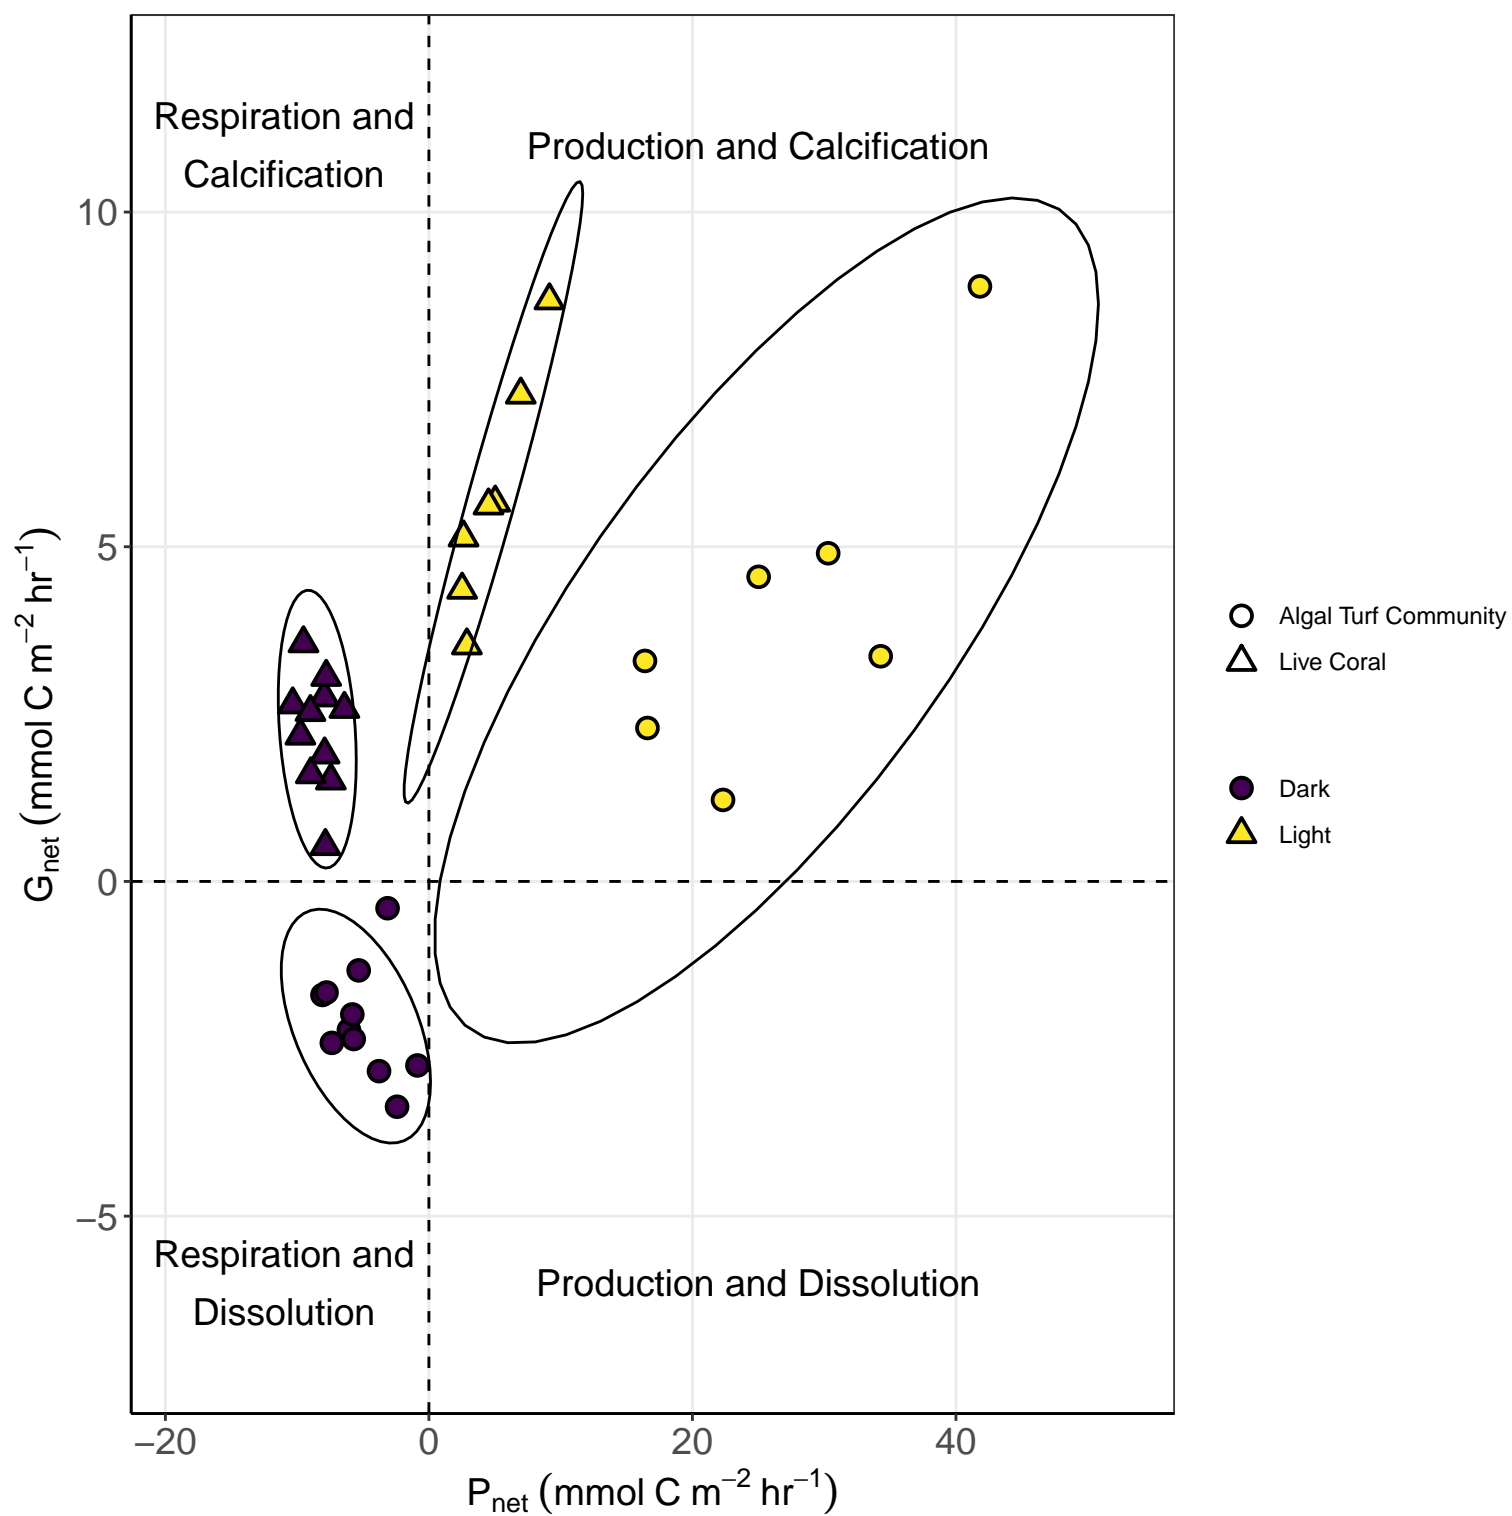 Respiration and
Calcification
Production and Calcification
10
5
0
−5
Respiration and
Dissolution
Production and Dissolution
−20
0
20
40
Pnet (mmol C m−2 hr−1)
Gnet (mmol C m−2 hr−1)
Algal Turf Community
Live Coral
Dark
Light